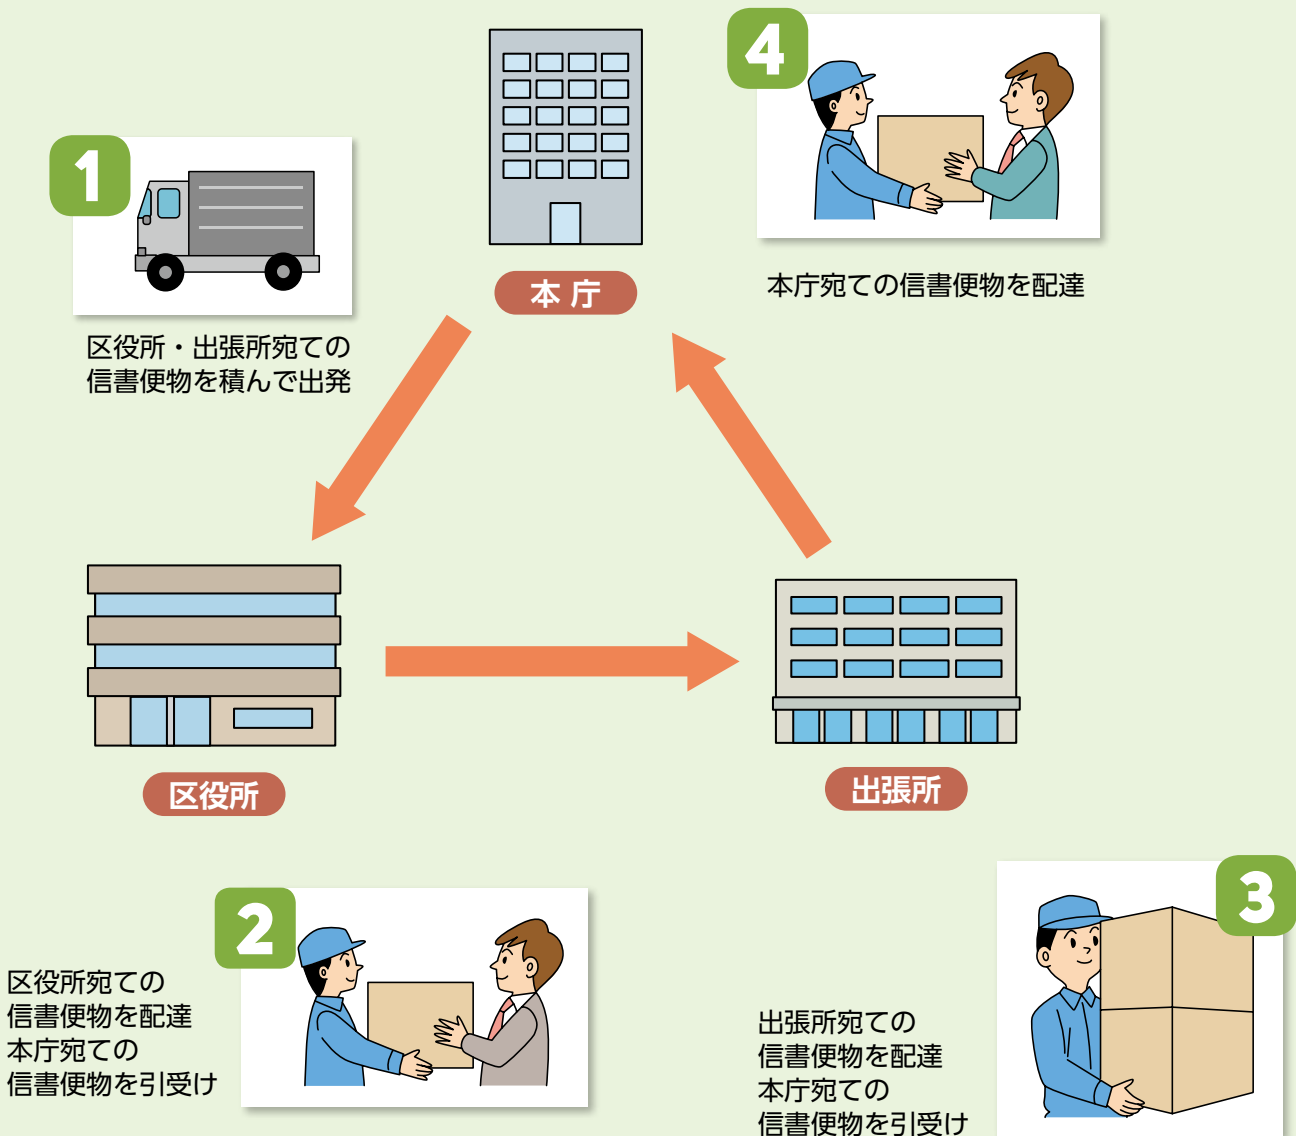 1
区役所・出張所宛ての
信書便物を積んで出発
本庁
4
本庁宛ての信書便物を配達
区役所
出張所
2
区役所宛ての
信書便物を配達
本庁宛ての
信書便物を引受け
3
出張所宛ての
信書便物を配達
本庁宛ての
信書便物を引受け